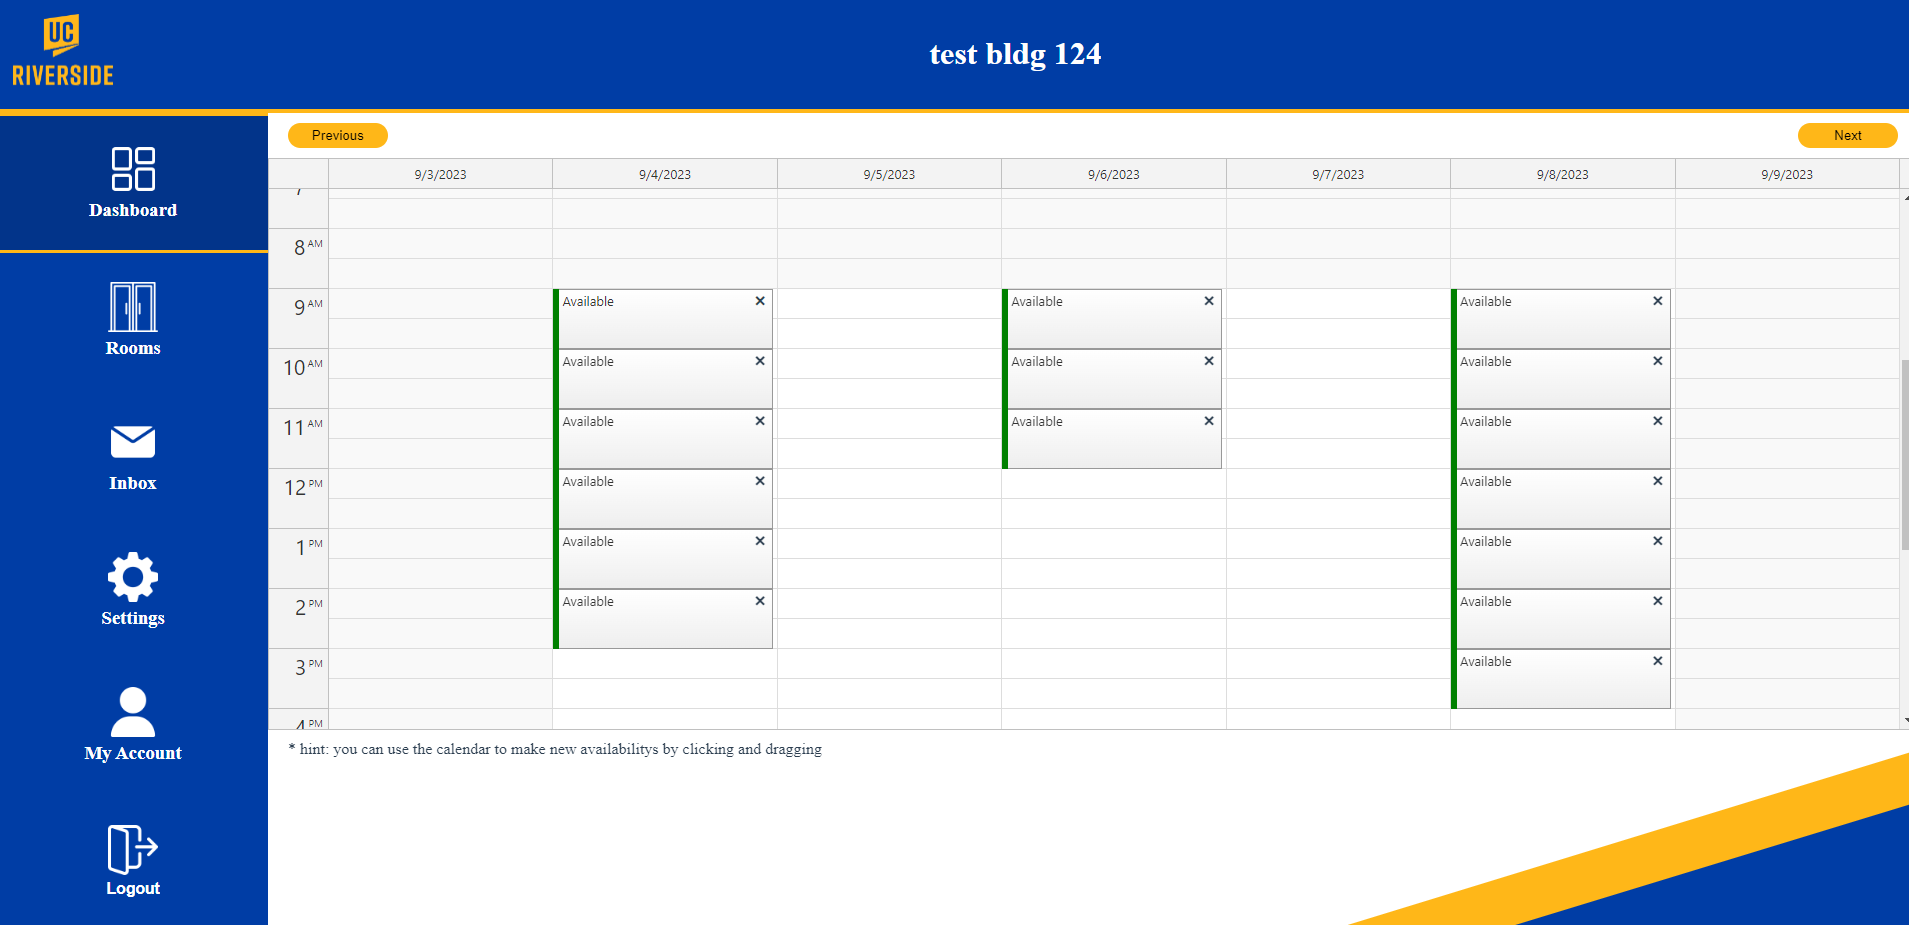 UC
RIVERSIDE
test bldg 124
Dashboard
Rooms
Inbox
Settings
My Account
Logout
Previous
Next
9/3/2023 9/4/2023 9/5/2023 9/6/2023 9/7/2023 9/8/2023 9/9/2023
8 AM
9 AM Available × Available × Available ×
10 AM Available × Available × Available ×
11 AM Available × Available × Available ×
12 PM Available × Available ×
1 PM Available × Available ×
2 PM Available × Available ×
3 PM Available ×
4 PM
* hint: you can use the calendar to make new availabilitys by clicking and dragging